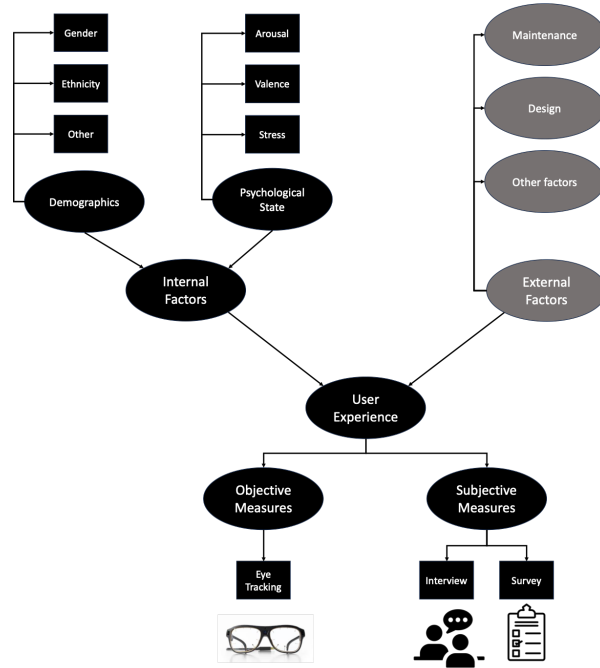 Gender
Arousal
Maintenance
Ethnicity
Valence
Design
Other
Stress
Other factors
Demographics
Psychological
State
Internal
Factors
External
Factors
User
Experience
Objective
Measures
Subjective
Measures
Eye
Tracking
Interview
Survey